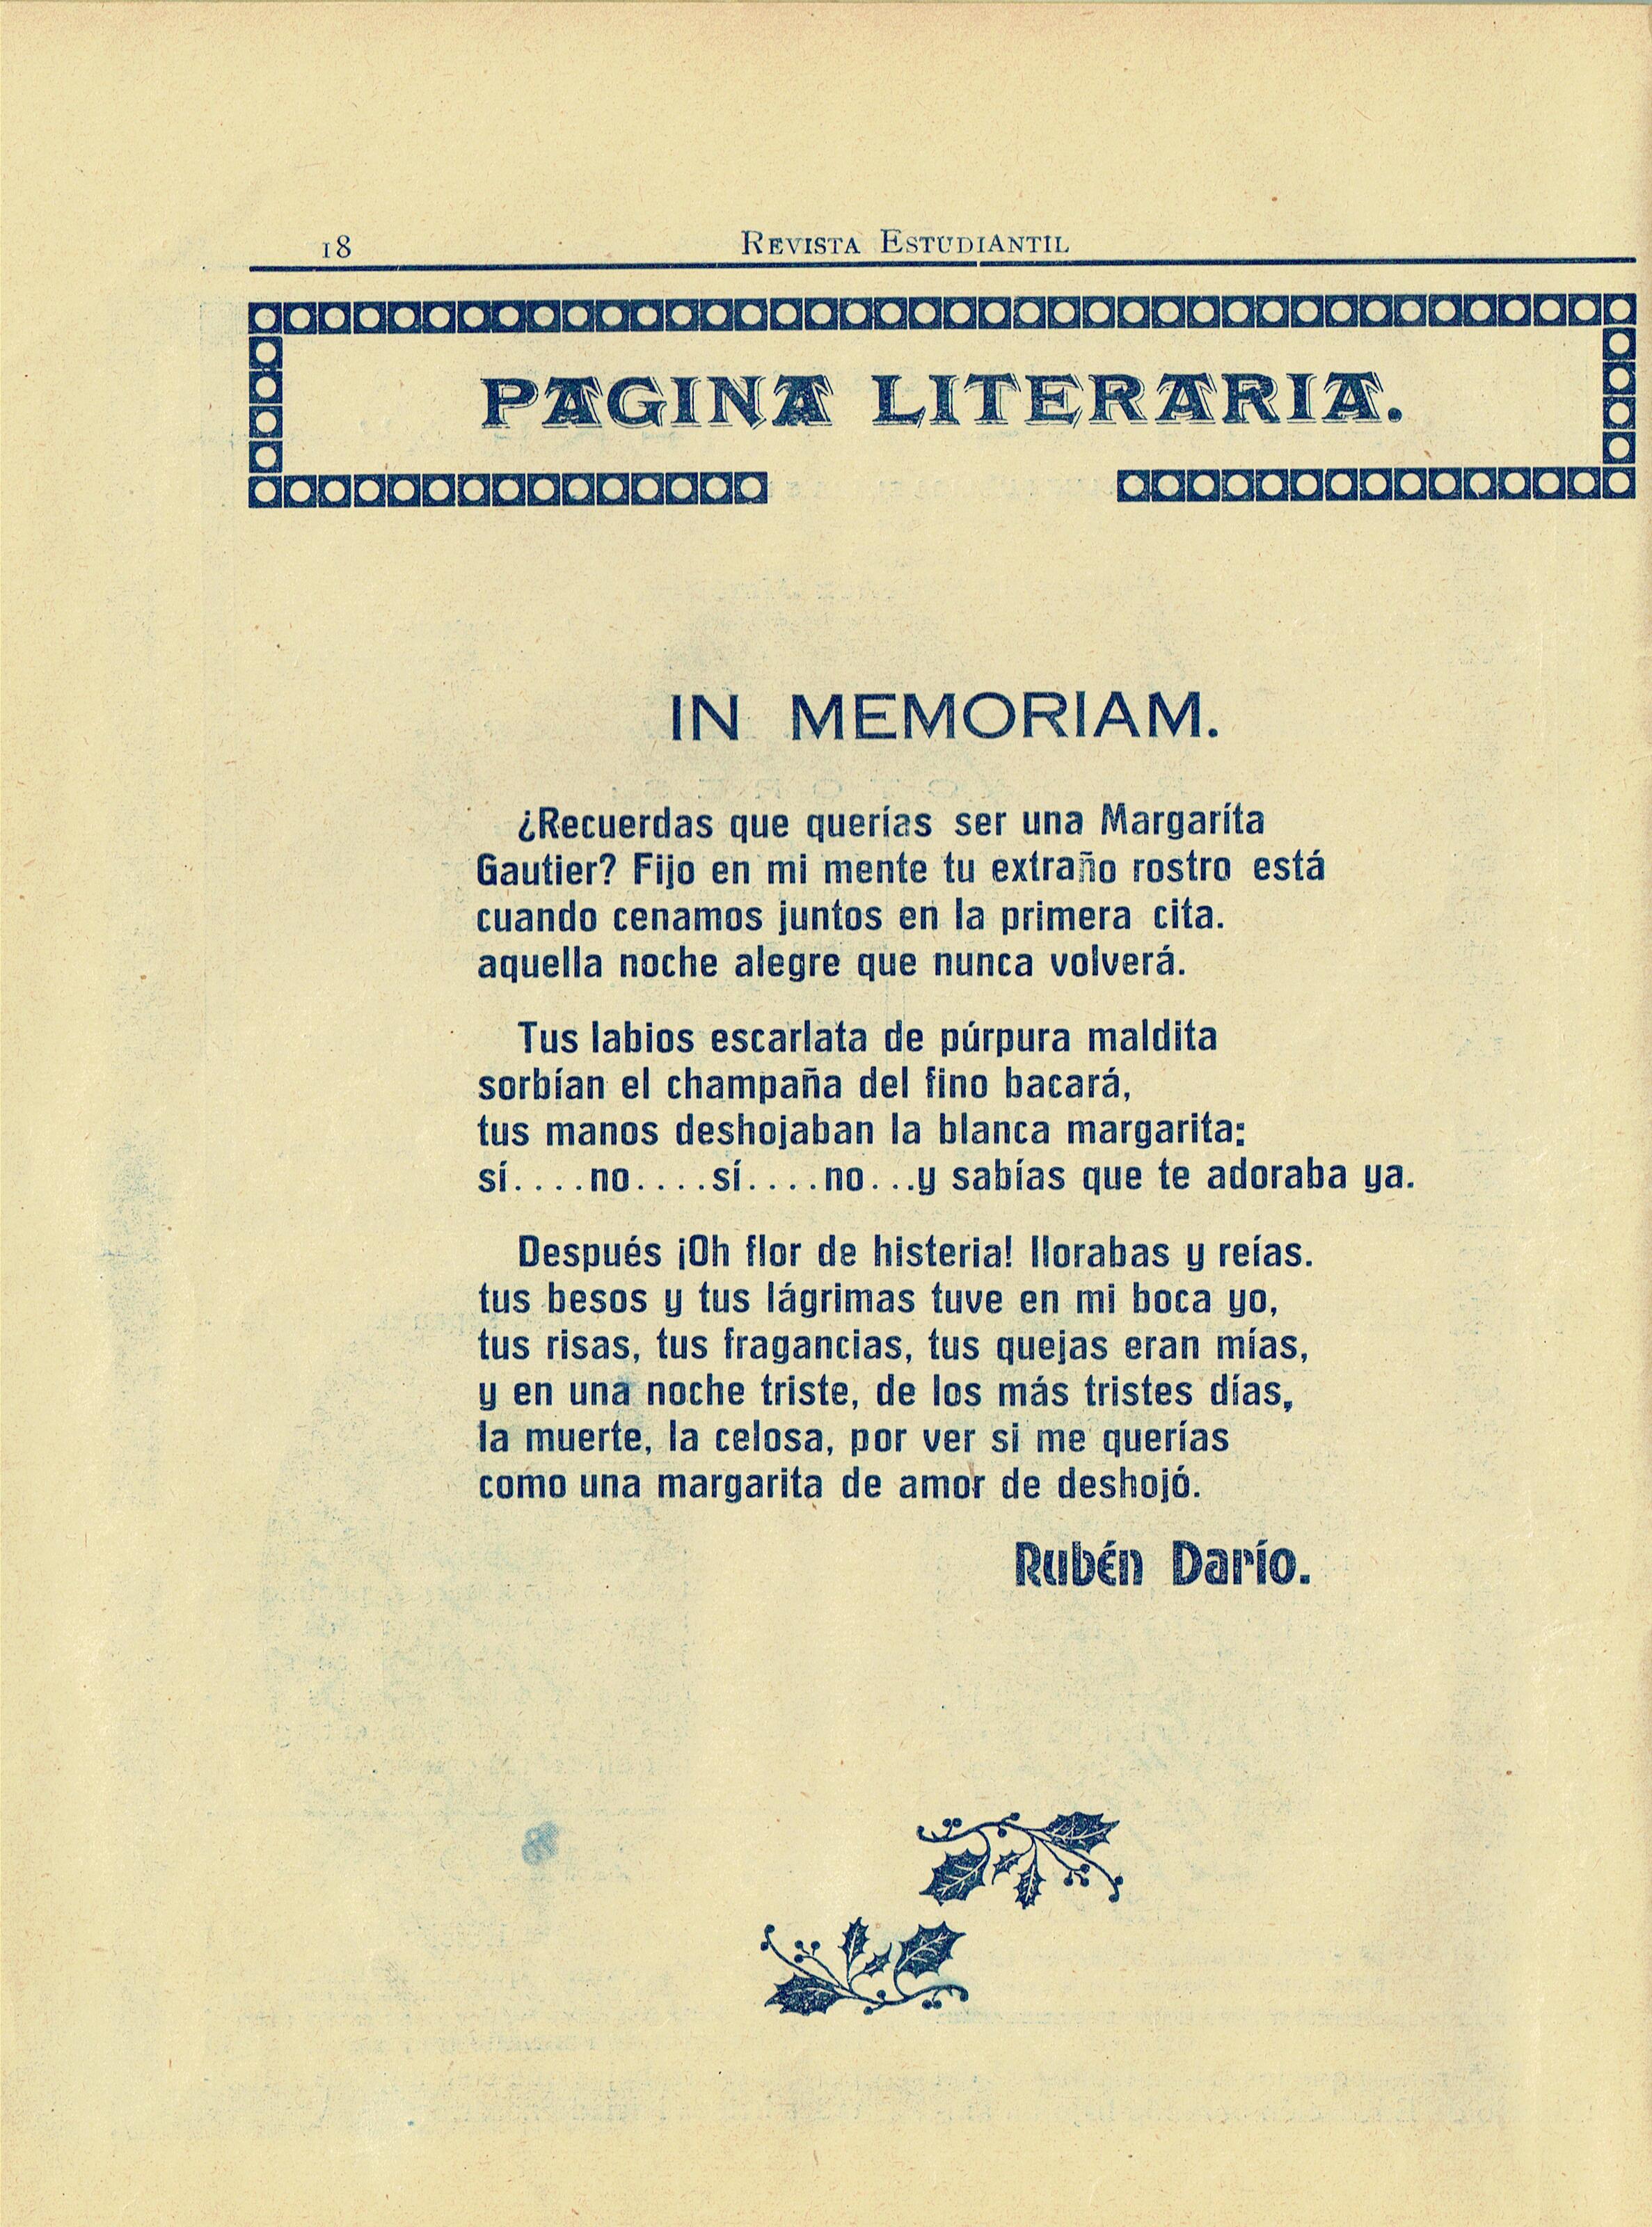 18
REVISTA ESTUDIANTIL
PAGINA LITERARIA.
IN MEMORIAM.
¿Recuerdas que querías ser una Margaríta
Gautier? Fijo en mi mente tu extraño rostro está
cuando cenamos juntos en la primera cita.
aquella noche alegre que nunca volverá.
Tus labios escarlata de púrpura maldita
sorbían el champaña del fino bacará,
tus manos deshojaban la blanca margarita:
sí....no....sí....no...y sabías que te adoraba ya.
Después ¡Oh flor de histeria! llorabas y reías.
tus besos y tus lágrimas tuve en mi boca yo,
tus risas, tus fragancias, tus quejas eran mías,
y en una noche triste, de los más tristes días,
la muerte, la celosa, por ver si me querías
como una margarita de amor de deshojó.
Rubén Darío.